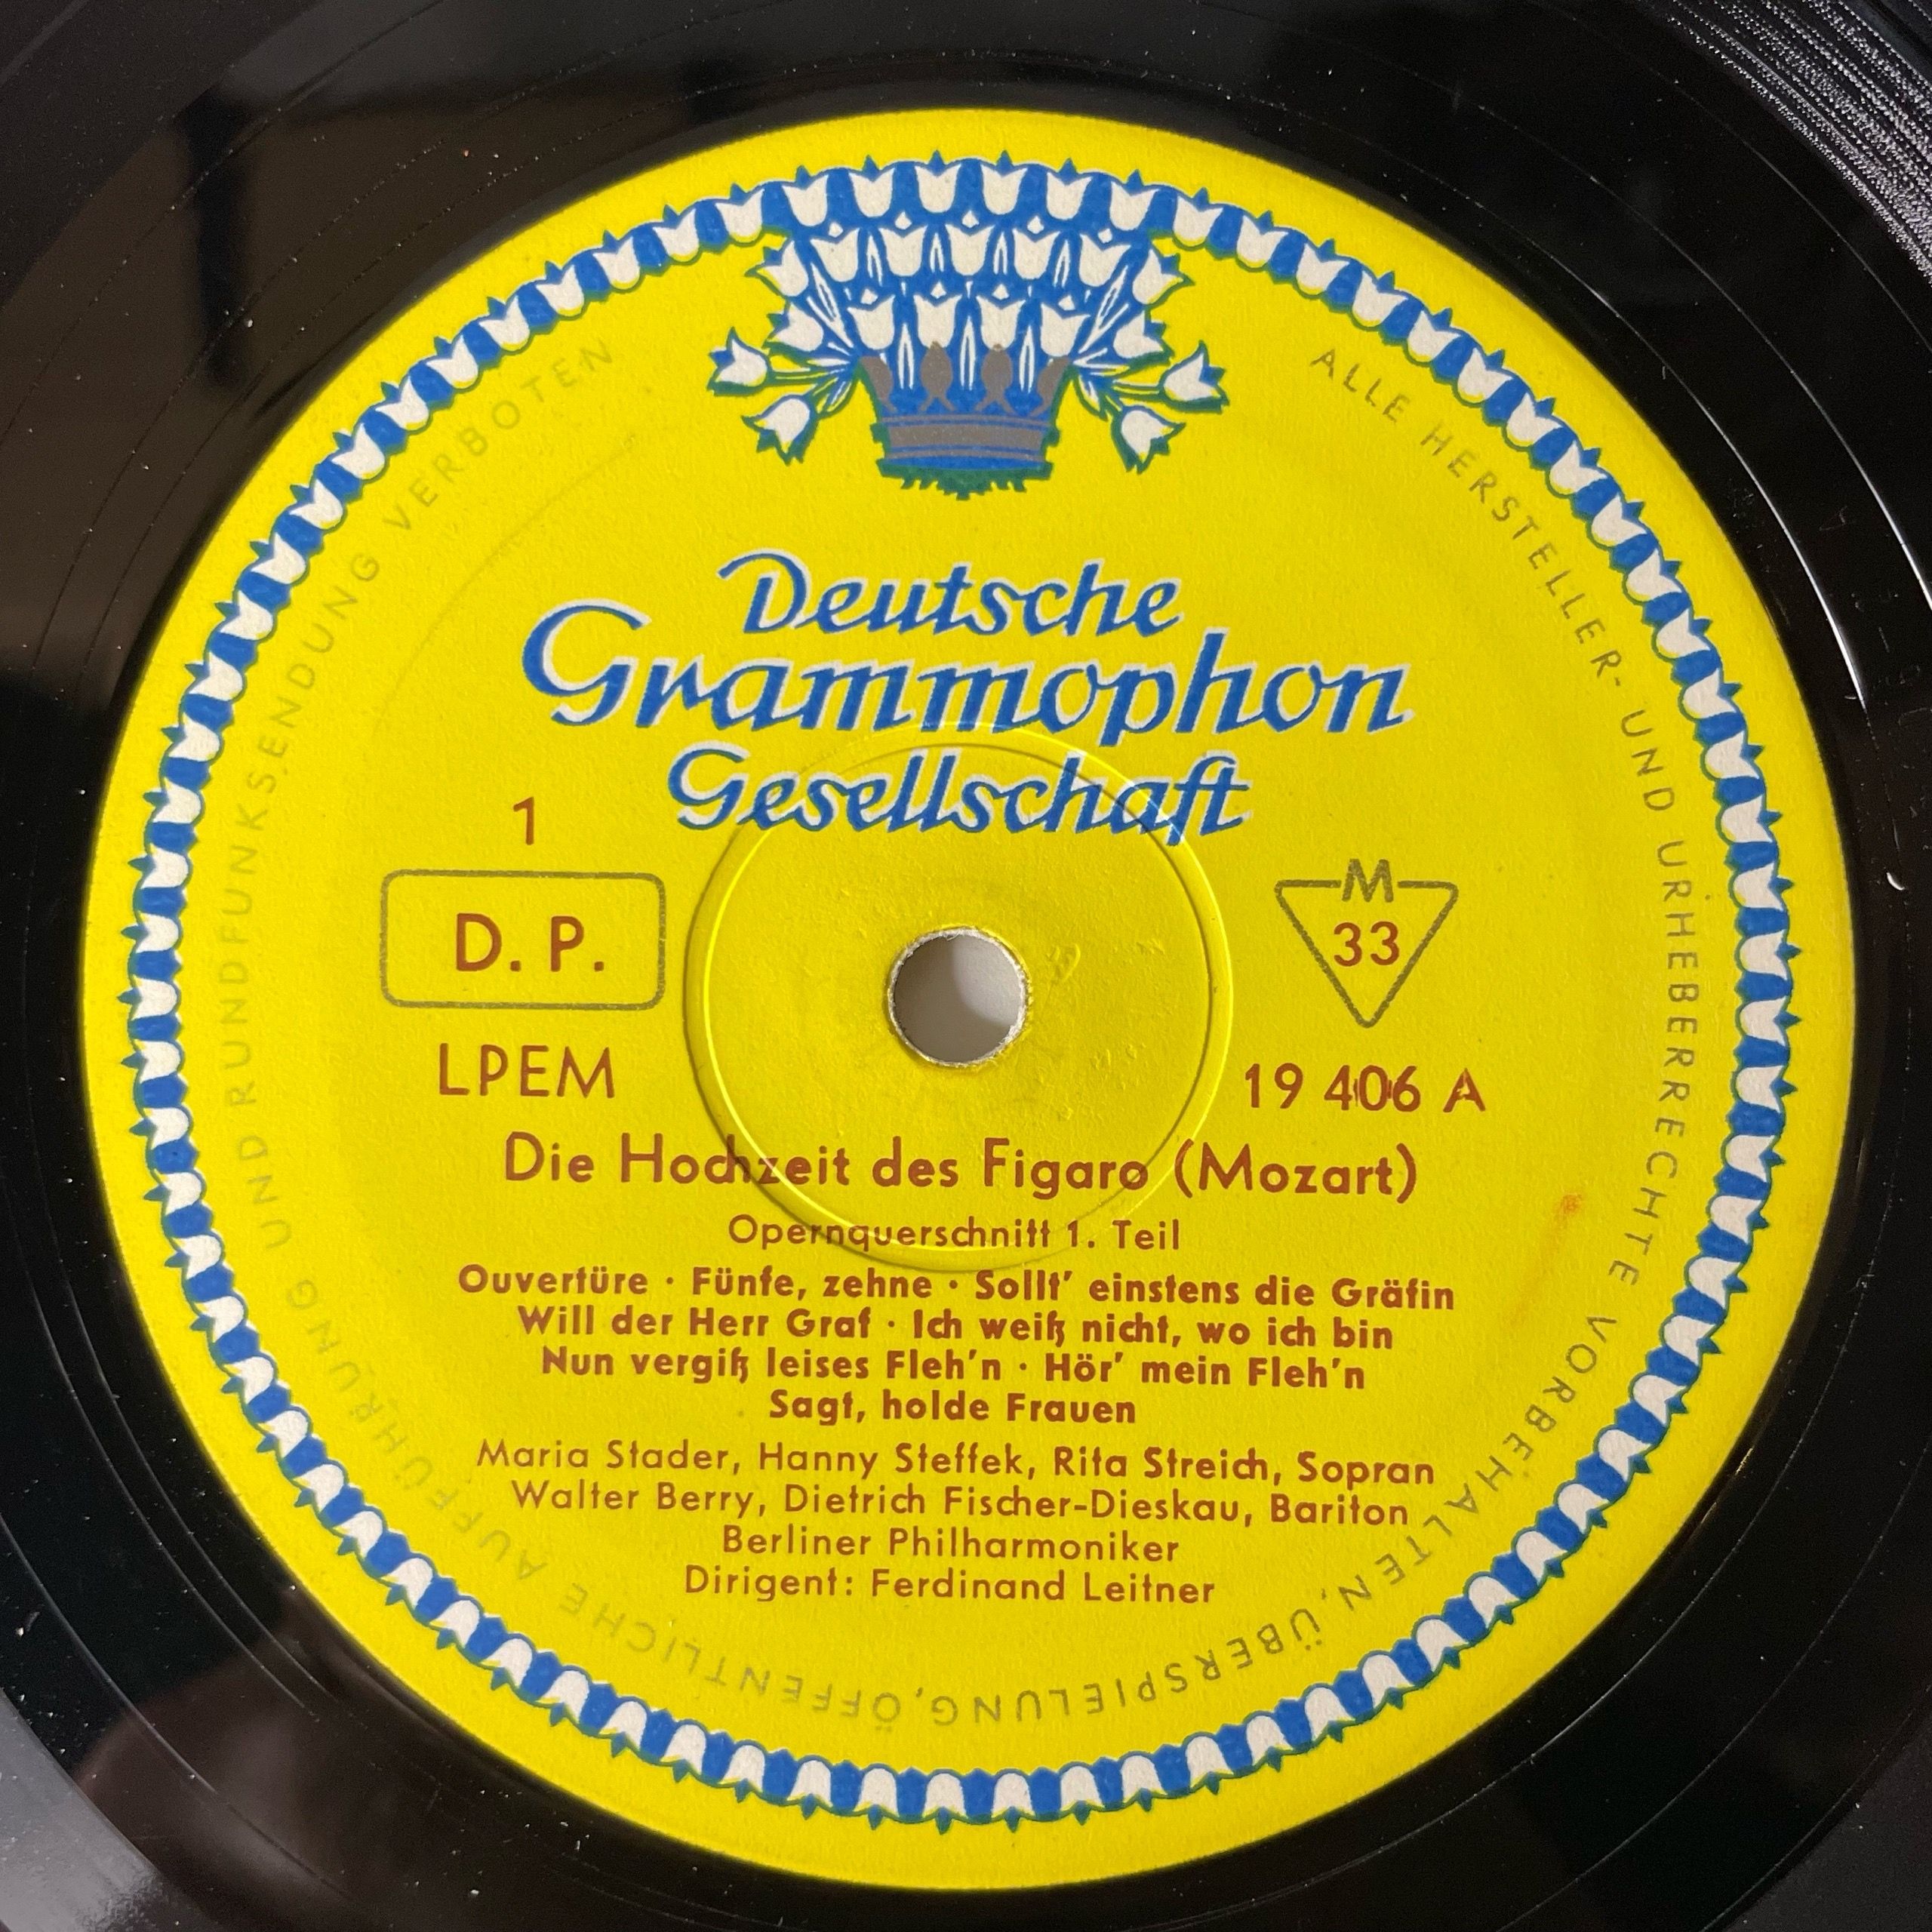 Deutsche
Grammophon
Gesellschaft
1
D. P.
M
33
LPEM
19 406 A
Die Hochzeit des Figaro (Mozart)
Opernquerschnitt 1. Teil
Ouvertüre · Fünfe, zehne · Sollt' einstens die Gräfin
Will der Herr Graf · Ich weiß nicht, wo ich bin
Nun vergiß leises Fleh'n · Hör' mein Fleh'n
Sagt, holde Frauen
Maria Stader, Hanny Steffek, Rita Streich, Sopran
Walter Berry, Dietrich Fischer-Dieskau, Bariton
Berliner Philharmoniker
Dirigent: Ferdinand Leitner
ALLE HERSTELLER- UND URHEBERRECHTE VORBEHALTEN, ÜBERSPIELUNG, ÖFFENTLICHE AUFFÜHRUNG UND RUNDFUNKSENDUNG VERBOTEN